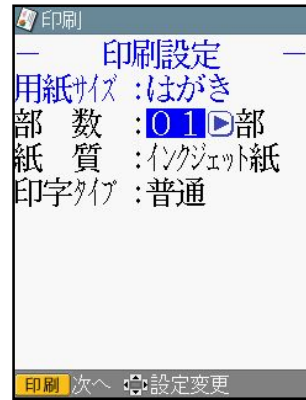 印刷
― 印刷設定 ―
用紙サイズ:はがき
部 数 :01部
紙 質 :インクジェット紙
印字タイプ:普通
印刷 次へ 設定変更